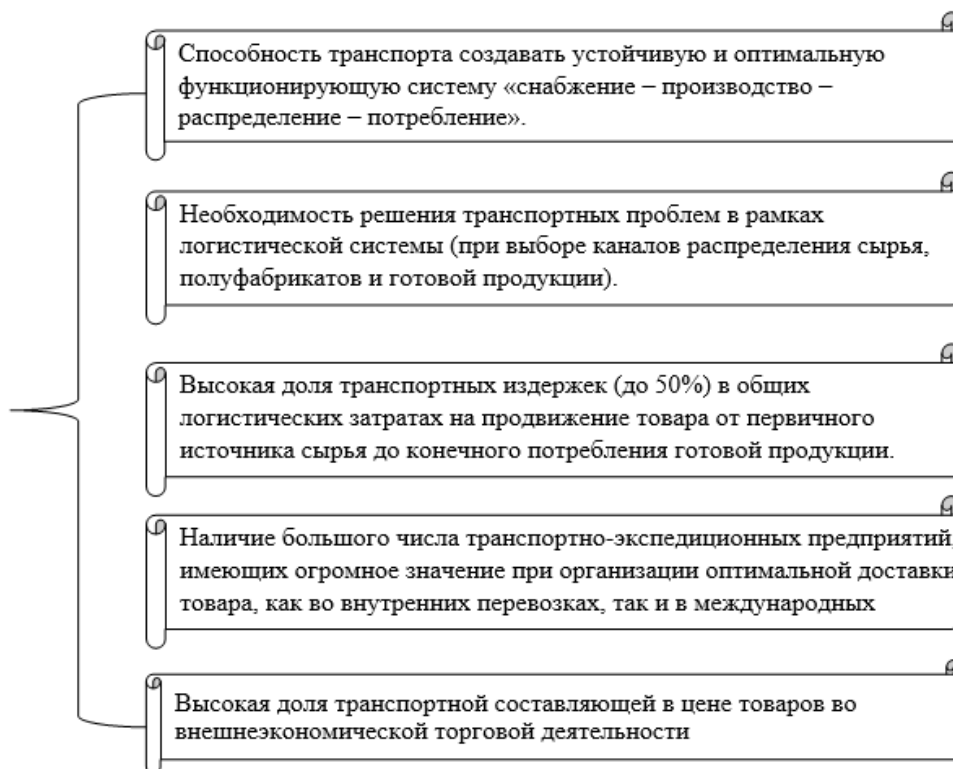 Способность транспорта создавать устойчивую и оптимальную
функционирующую систему «снабжение – производство –
распределение – потребление».
Необходимость решения транспортных проблем в рамках
логистической системы (при выборе каналов распределения сырья,
полуфабрикатов и готовой продукции).
Высокая доля транспортных издержек (до 50%) в общих
логистических затратах на продвижение товара от первичного
источника сырья до конечного потребления готовой продукции.
Наличие большого числа транспортно-экспедиционных предприятий,
имеющих огромное значение при организации оптимальной доставки
товара, как во внутренних перевозках, так и в международных
Высокая доля транспортной составляющей в цене товаров во
внешнеэкономической торговой деятельности